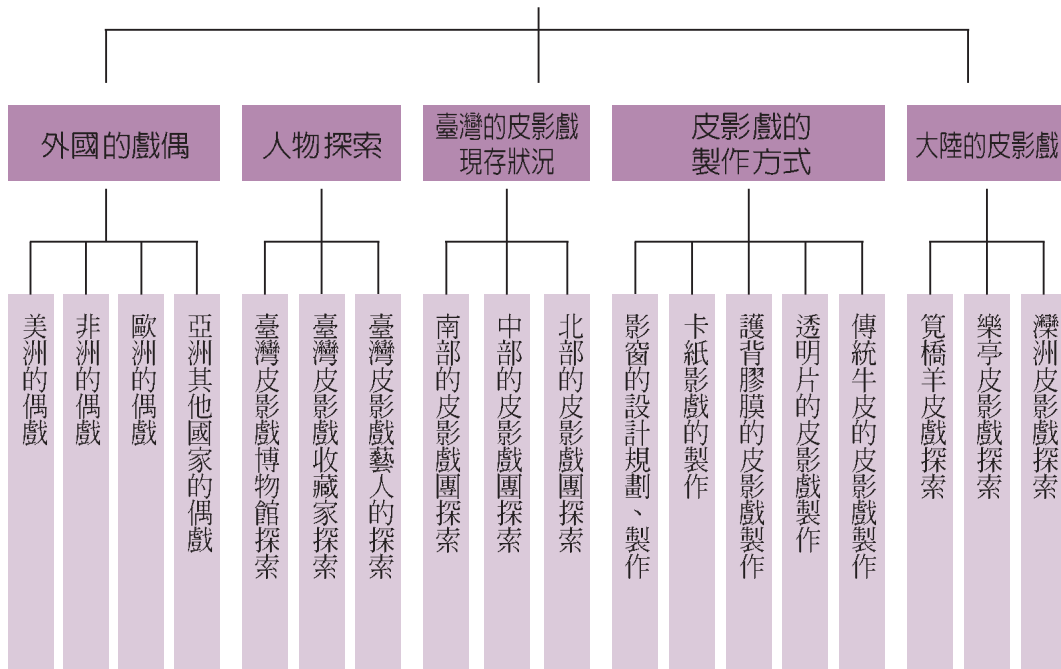 外國的戲偶
人物探索
臺灣的皮影戲
現存狀況
皮影戲的
製作方式
大陸的皮影戲
美洲的偶戲
非洲的偶戲
歐洲的偶戲
亞洲其他國家的偶戲
臺灣皮影戲博物館探索
臺灣皮影戲收藏家探索
臺灣皮影戲藝人的探索
南部的皮影戲團探索
中部的皮影戲團探索
北部的皮影戲團探索
影窗的設計規劃、製作
卡紙影戲的製作
護背膠膜的皮影戲製作
透明片的皮影戲製作
傳統牛皮的皮影戲製作
筧橋羊皮戲探索
樂亭皮影戲探索
灤洲皮影戲探索